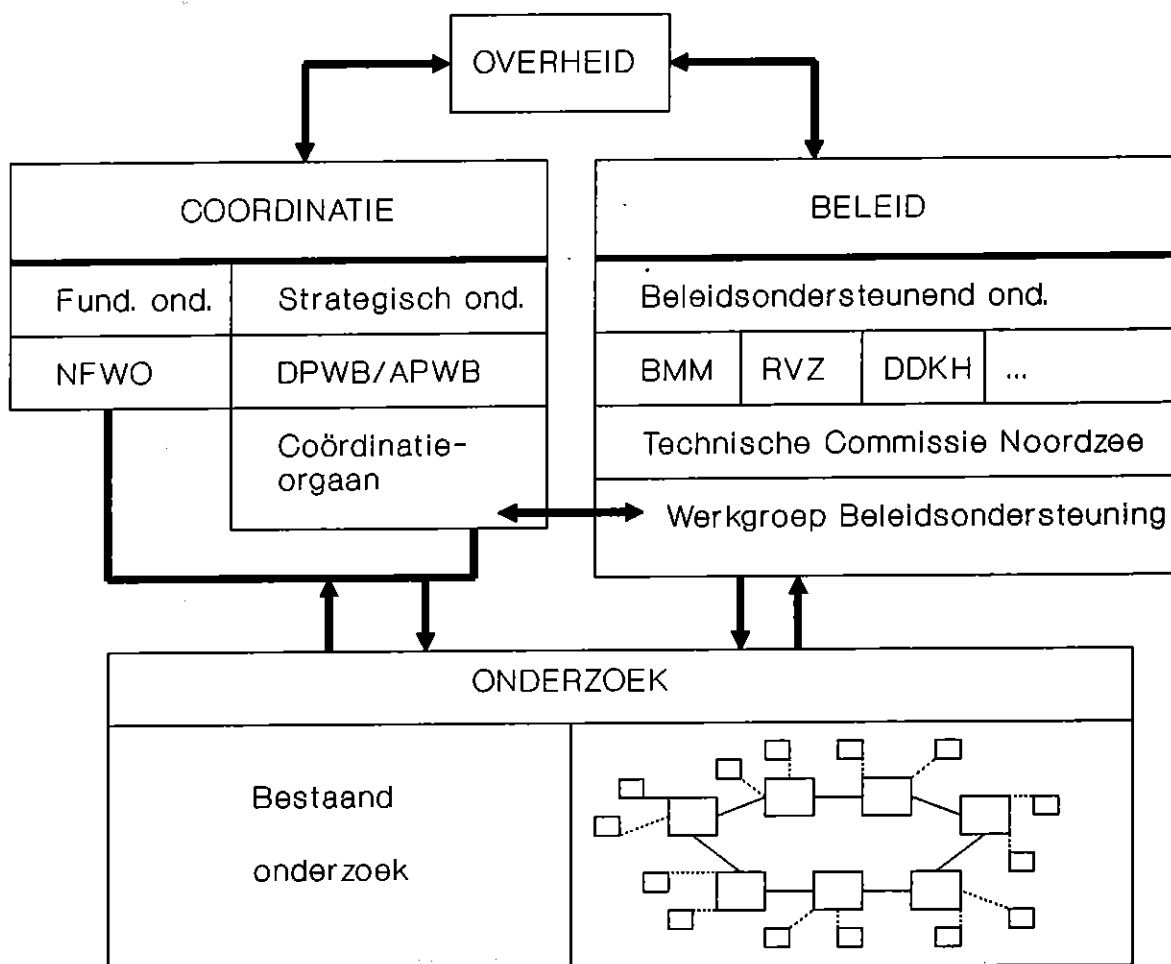 OVERHEID
COORDINATIE
Fund. ond.
Strategisch ond.
NFWO
DPWB/APWB
Coördinatie-
orgaan
BELEID
Beleidsondersteunend ond.
BMM
RVZ
DDKH
...
Technische Commissie Noordzee
Werkgroep Beleidsondersteuning
ONDERZOEK
Bestaand
onderzoek